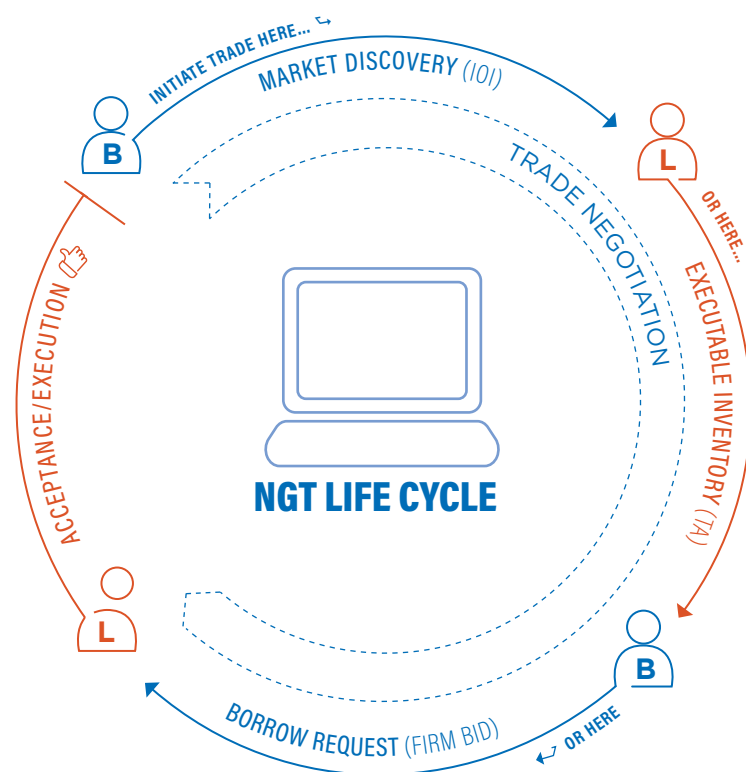 INITIATE TRADE HERE...
MARKET DISCOVERY (IOI)
B
L
OR HERE...
TRADE NEGOTIATION
EXECUTABLE INVENTORY (TA)
B
OR HERE
BORROW REQUEST (FIRM BID)
L
ACCEPTANCE/EXECUTION
NGT LIFE CYCLE